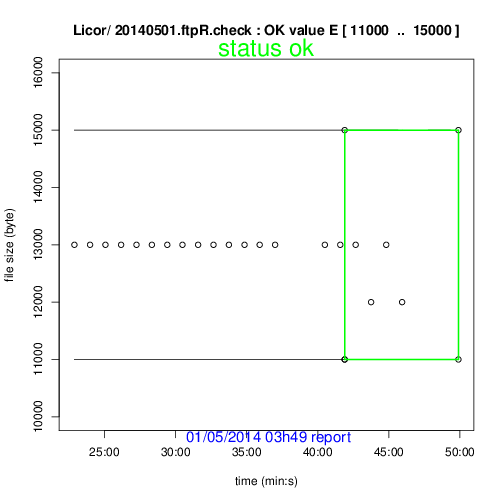 Licor/ 20140501.ftpR.check : OK value E [ 11000 .. 15000 ]
status ok
16000
15000
14000
13000
12000
11000
10000
file size (byte)
01/05/2014 03h49 report
25:00 30:00 35:00 40:00 45:00 50:00
time (min:s)